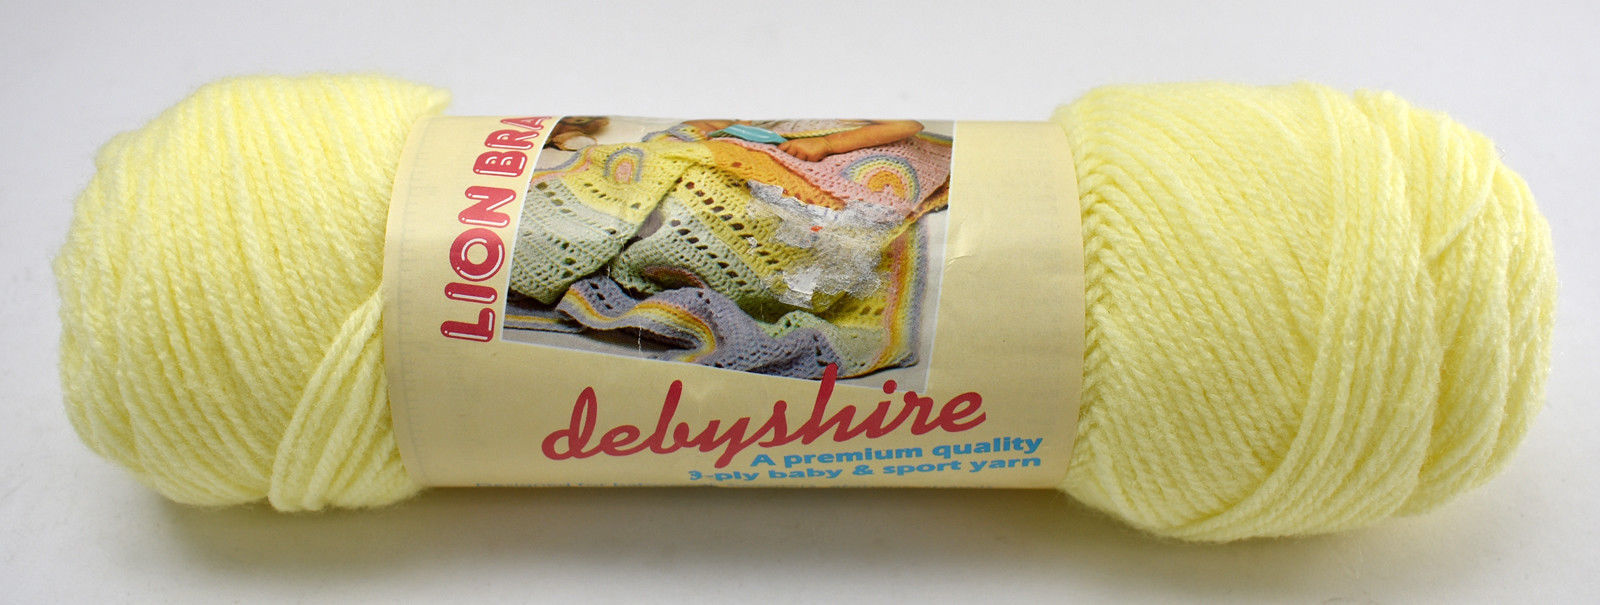 LION BRA
debyshire
A premium quality
3-ply baby & sport yarn